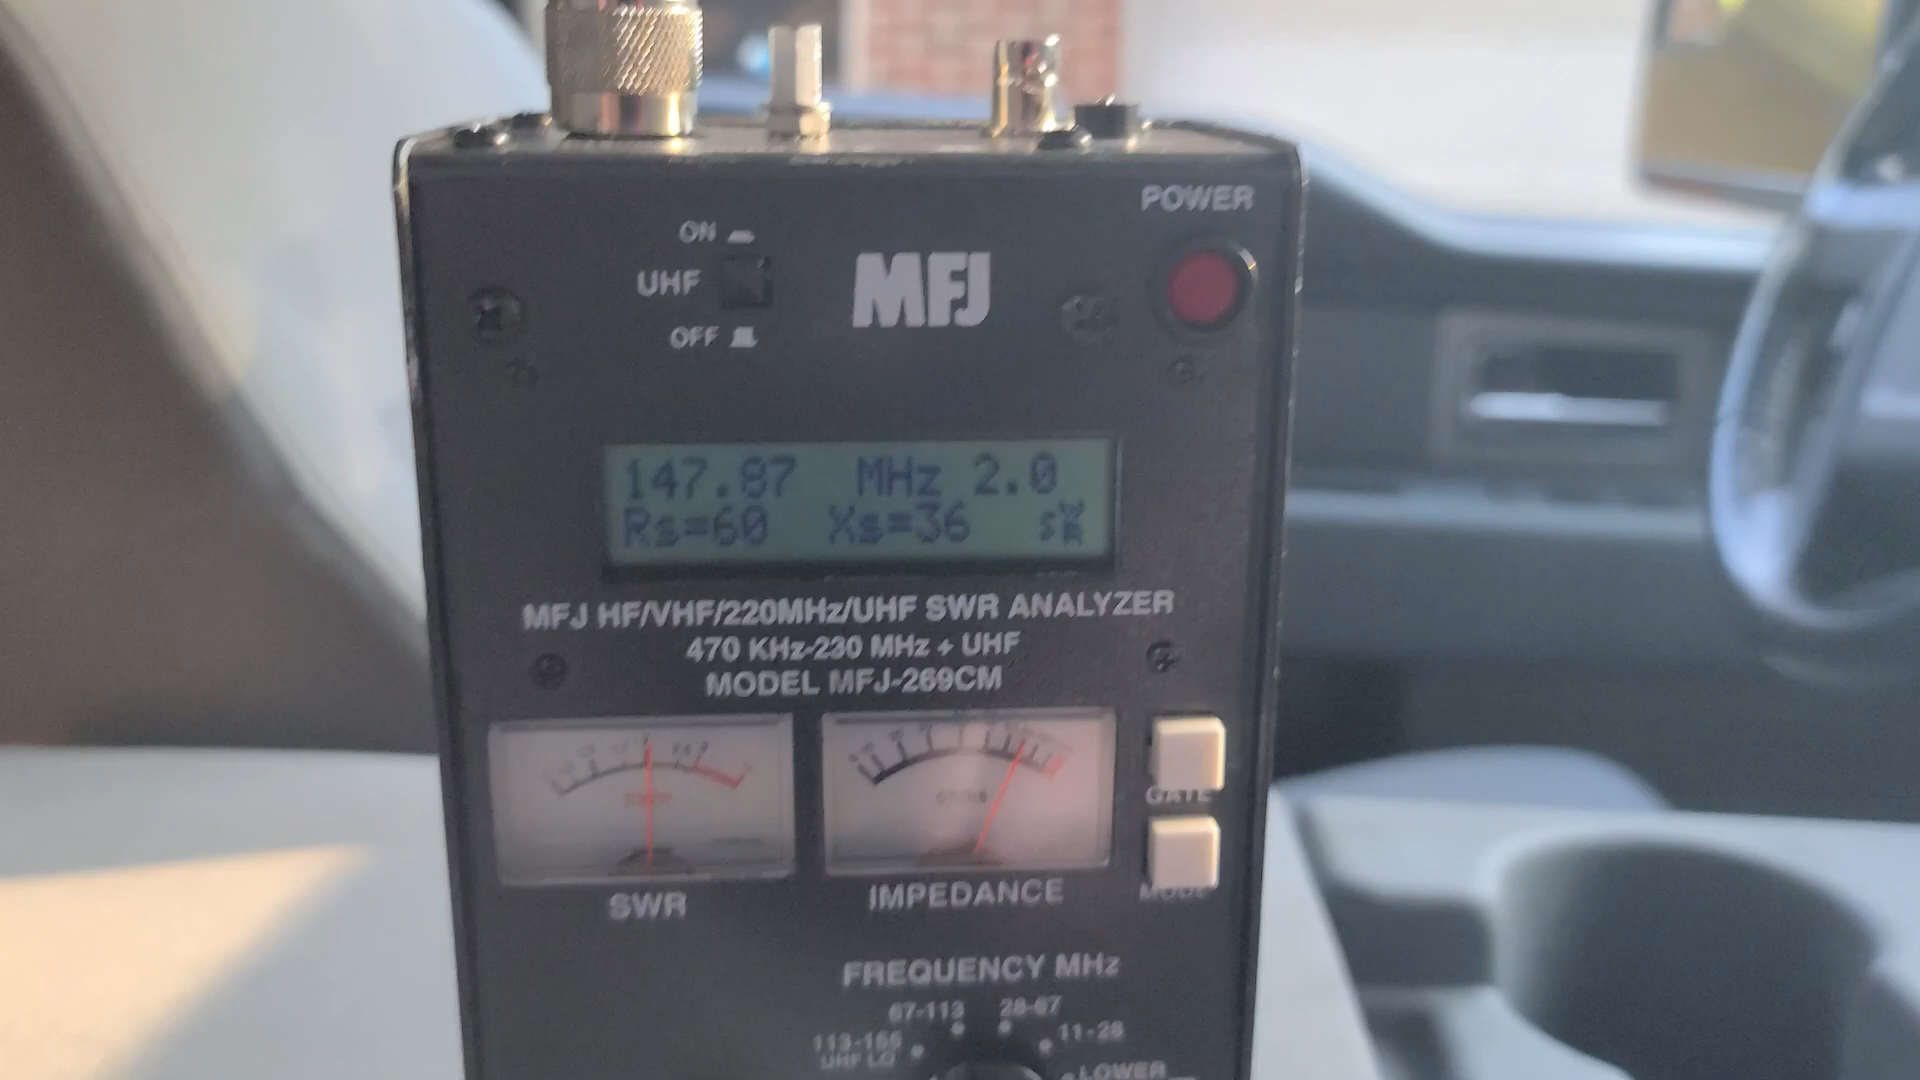 POWER
ON
UHF
MFJ
OFF
147.87 MHz 2.0
Rs=60 Xs=36 SWR
MFJ HF/VHF/220MHz/UHF SWR ANALYZER
470 KHz-230 MHz + UHF
MODEL MFJ-269CM
GATE
MODE
SWR
IMPEDANCE
FREQUENCY MHz
67-113 28-67
113-155 11-28
UHF LO
LOWER